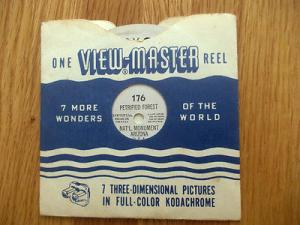 ONE VIEW-MASTER REEL
176
PETRIFIED FOREST
7 MORE WONDERS
OF THE WORLD
NAT'L MONUMENT
ARIZONA
7 THREE-DIMENSIONAL PICTURES
IN FULL-COLOR KODACHROME